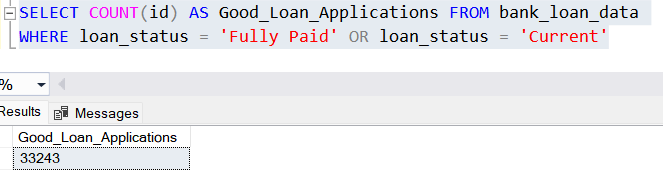 SELECT COUNT(id) AS Good_Loan_Applications FROM bank_loan_data
WHERE loan_status = 'Fully Paid' OR loan_status = 'Current'
%
Results Messages
Good_Loan_Applications
33243